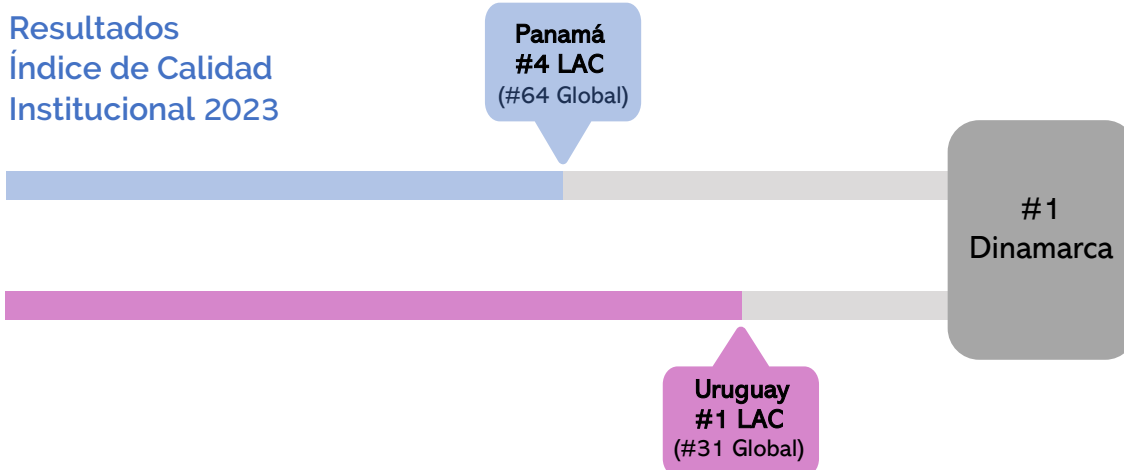 Resultados
Índice de Calidad
Institucional 2023
Panamá
#4 LAC
(#64 Global)
#1
Dinamarca
Uruguay
#1 LAC
(#31 Global)